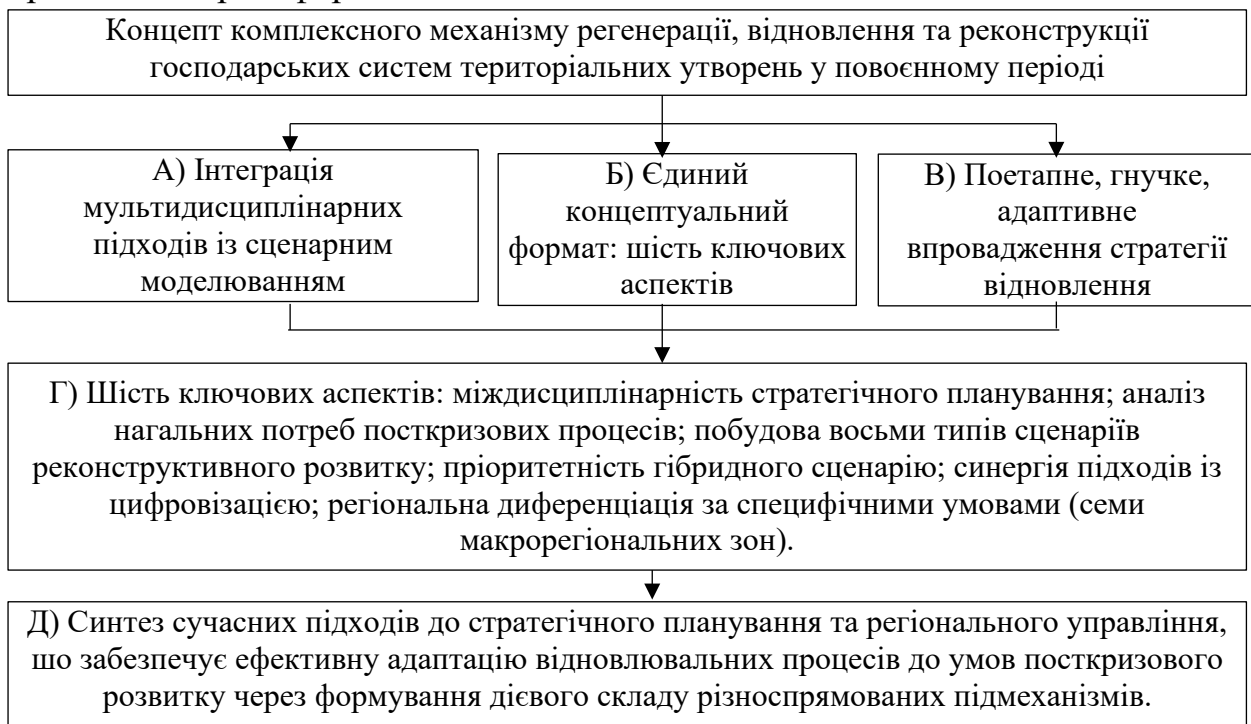 Концепт комплексного механізму регенерації, відновлення та реконструкції
господарських систем територіальних утворень у повоєнному періоді
А) Інтеграція
мультидисциплінарних
підходів із сценарним
моделюванням
Б) Єдиний
концептуальний
формат: шість ключових
аспектів
В) Поетапне, гнучке,
адаптивне
впровадження стратегії
відновлення
Г) Шість ключових аспектів: міждисциплінарність стратегічного планування; аналіз
нагальних потреб посткризових процесів; побудова восьми типів сценаріїв
реконструктивного розвитку; пріоритетність гібридного сценарію; синергія підходів із
цифровізацією; регіональна диференціація за специфічними умовами (семи
макрорегіональних зон).
Д) Синтез сучасних підходів до стратегічного планування та регіонального управління,
шо забезпечує ефективну адаптацію відновлювальних процесів до умов посткризового
розвитку через формування дієвого складу різноспрямованих підмеханізмів.